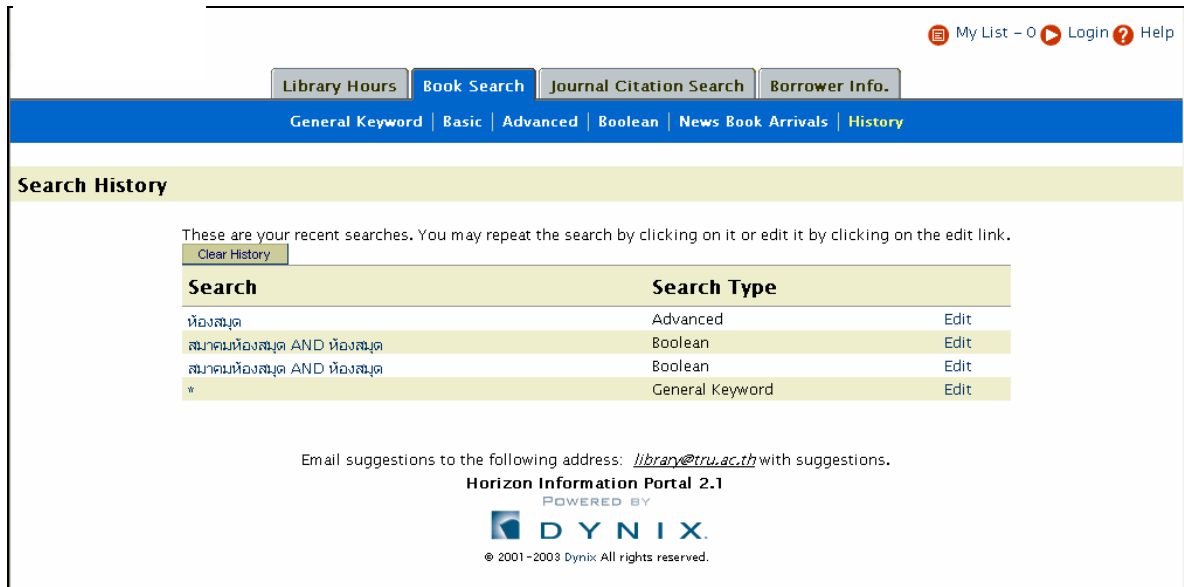 My List - 0 Login Help
Library Hours Book Search Journal Citation Search Borrower Info.
General Keyword | Basic | Advanced | Boolean | News Book Arrivals | History
Search History
These are your recent searches. You may repeat the search by clicking on it or edit it by clicking on the edit link.
Clear History
Search Search Type
ห้องสมุด Advanced Edit
สมาคมห้องสมุด AND ห้องสมุด Boolean Edit
สมาคมห้องสมุด AND ห้องสมุด Boolean Edit
* General Keyword Edit
Email suggestions to the following address: library@tru.ac.th with suggestions.
Horizon Information Portal 2.1
POWERED BY
DYNIX.
© 2001-2003 Dynix All rights reserved.